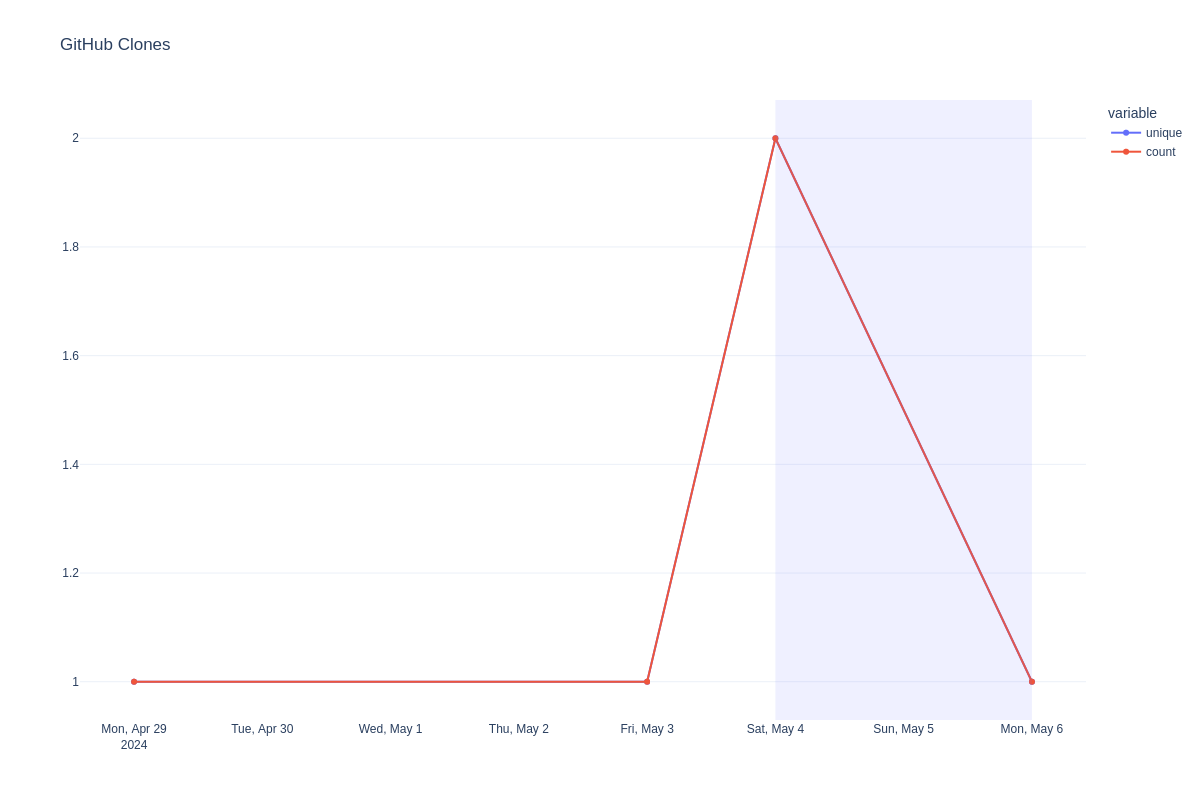 GitHub Clones
variable
unique
count
2
1.8
1.6
1.4
1.2
1
Mon, Apr 29
2024
Tue, Apr 30
Wed, May 1
Thu, May 2
Fri, May 3
Sat, May 4
Sun, May 5
Mon, May 6